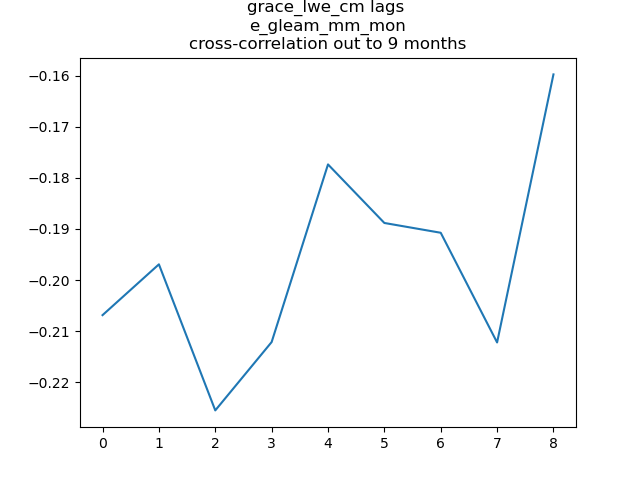 grace_lwe_cm lags
e_gleam_mm_mon
cross-correlation out to 9 months
−0.16
−0.17
−0.18
−0.19
−0.20
−0.21
−0.22
0 1 2 3 4 5 6 7 8